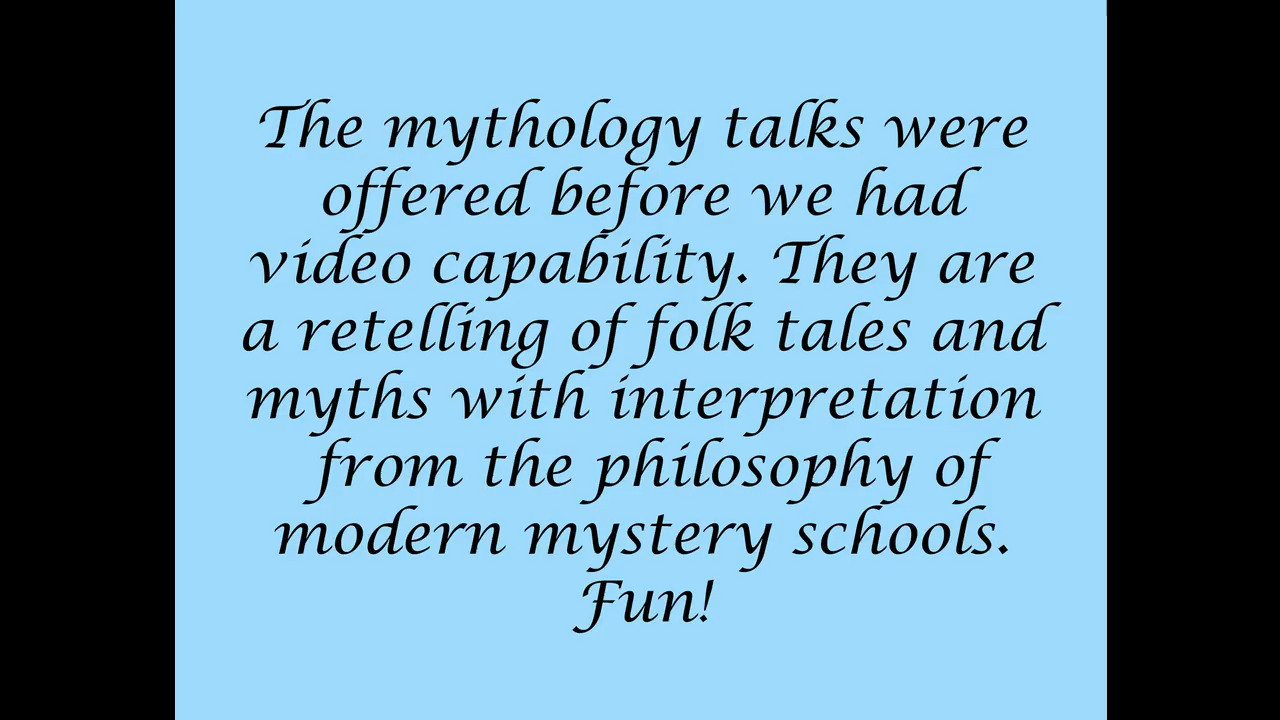 The mythology talks were
offered before we had
video capability. They are
a retelling of folk tales and
myths with interpretation
from the philosophy of
modern mystery schools.
Fun!